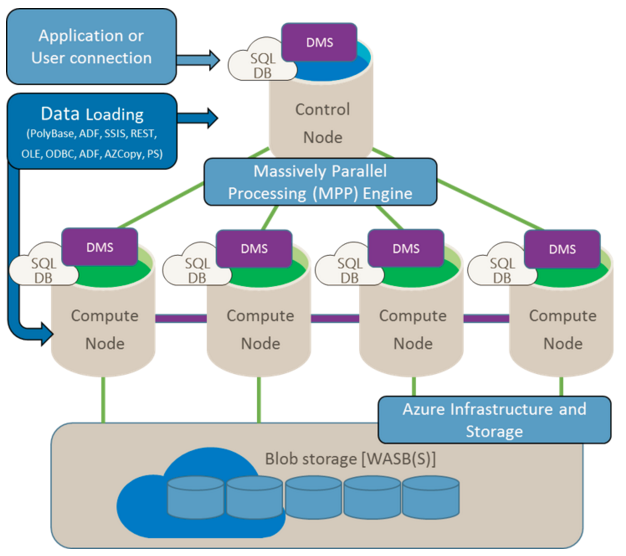 Application or
User connection
DMS
SQL
DB
Control
Node
Data Loading
(PolyBase, ADF, SSIS, REST,
OLE, ODBC, ADF, AZCopy, PS)
Massively Parallel
Processing (MPP) Engine
DMS
SQL
DB
Compute
Node
DMS
SQL
DB
Compute
Node
DMS
SQL
DB
Compute
Node
DMS
SQL
DB
Compute
Node
Azure Infrastructure and
Storage
Blob storage [WASB(S)]